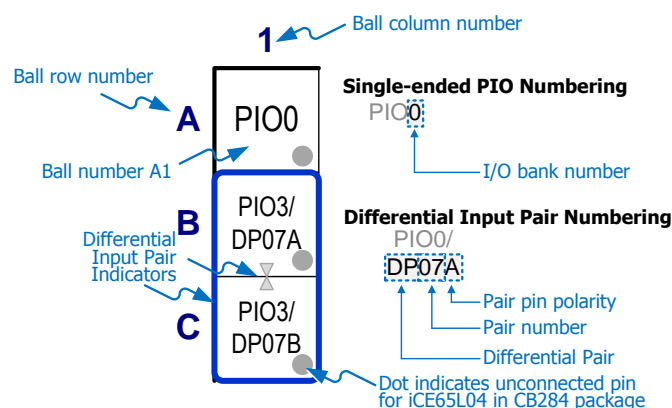 Ball column number
1
Ball row number
A
PIO0
Ball number A1
B
PIO3/
DP07A
Differential
Input Pair
Indicators
C
PIO3/
DP07B
Single-ended PIO Numbering
PIO0
I/O bank number
Differential Input Pair Numbering
PIO0/
DP07A
Pair pin polarity
Pair number
Differential Pair
Dot indicates unconnected pin
for iCE65L04 in CB284 package